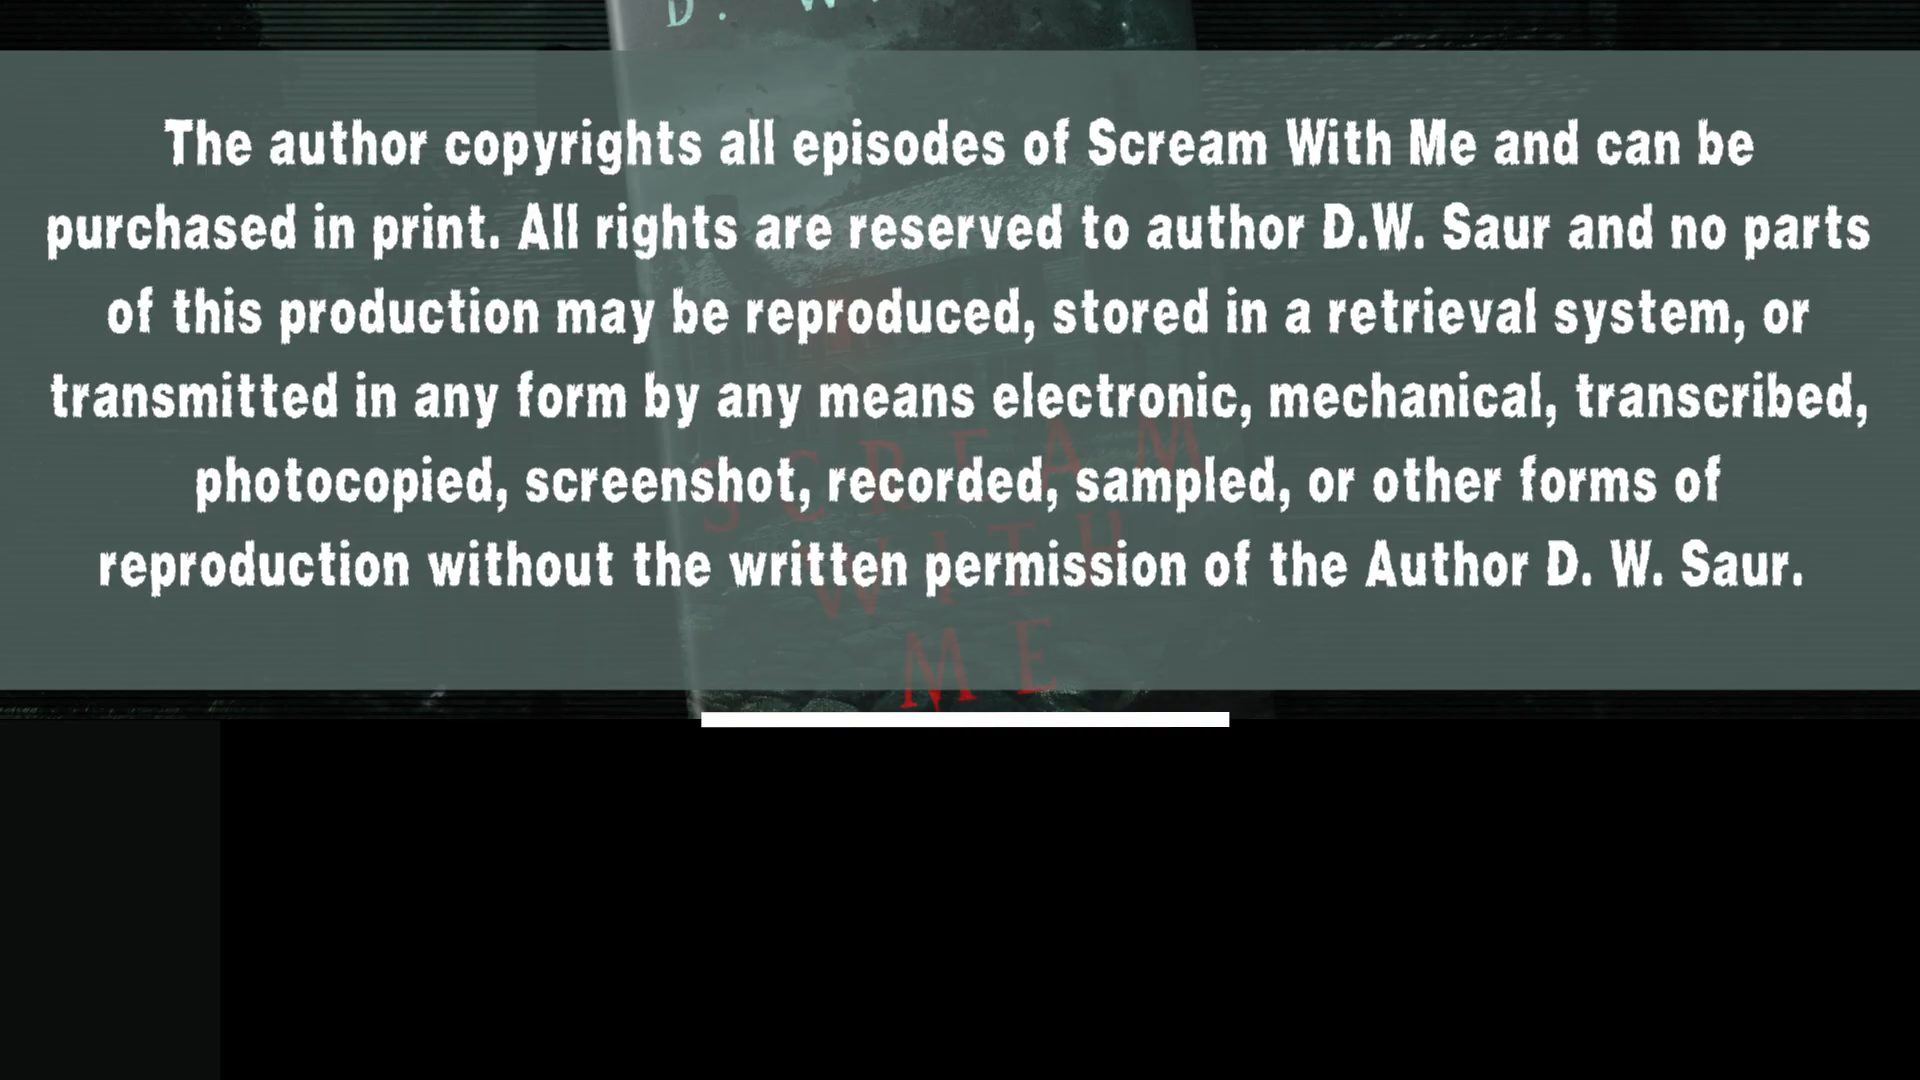 D. W
The author copyrights all episodes of Scream With Me and can be
purchased in print. All rights are reserved to author D.W. Saur and no parts
of this production may be reproduced, stored in a retrieval system, or
transmitted in any form by any means electronic, mechanical, transcribed,
photocopied, screenshot, recorded, sampled, or other forms of
reproduction without the written permission of the Author D. W. Saur.
SCREAM
WITH
ME